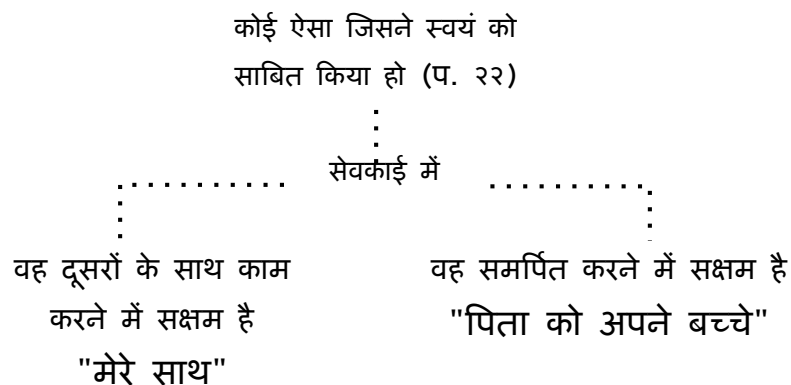 कोई ऐसा जिसने स्वयं को
साबित किया हो (प. २२)
सेवकाई में
वह दूसरों के साथ काम
करने में सक्षम है
"मेरे साथ"
वह समर्पित करने में सक्षम है
"पिता को अपने बच्चे"